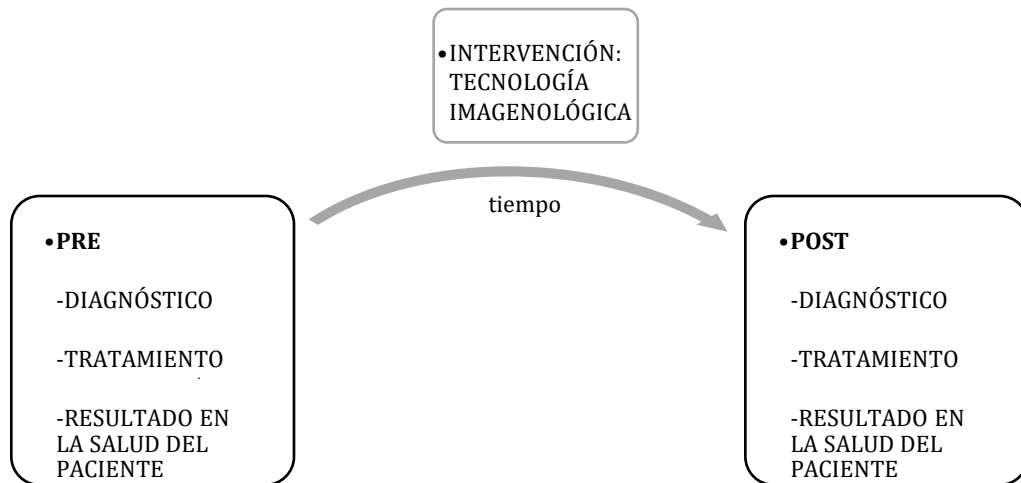 •INTERVENCIÓN:
TECNOLOGÍA
IMAGENOLÓGICA
tiempo
•PRE
-DIAGNÓSTICO
-TRATAMIENTO
-RESULTADO EN
LA SALUD DEL
PACIENTE
•POST
-DIAGNÓSTICO
-TRATAMIENTO
-RESULTADO EN
LA SALUD DEL
PACIENTE